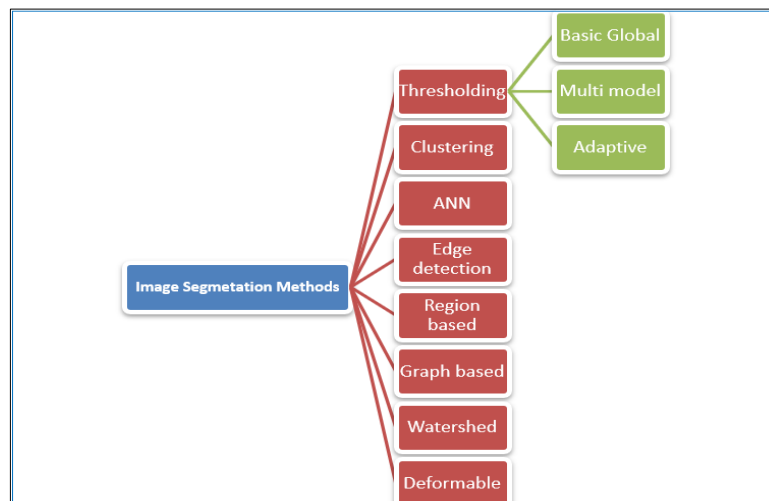 Basic Global
Thresholding
Multi model
Clustering
Adaptive
ANN
Edge
detection
Image Segmetation Methods
Region
based
Graph based
Watershed
Deformable